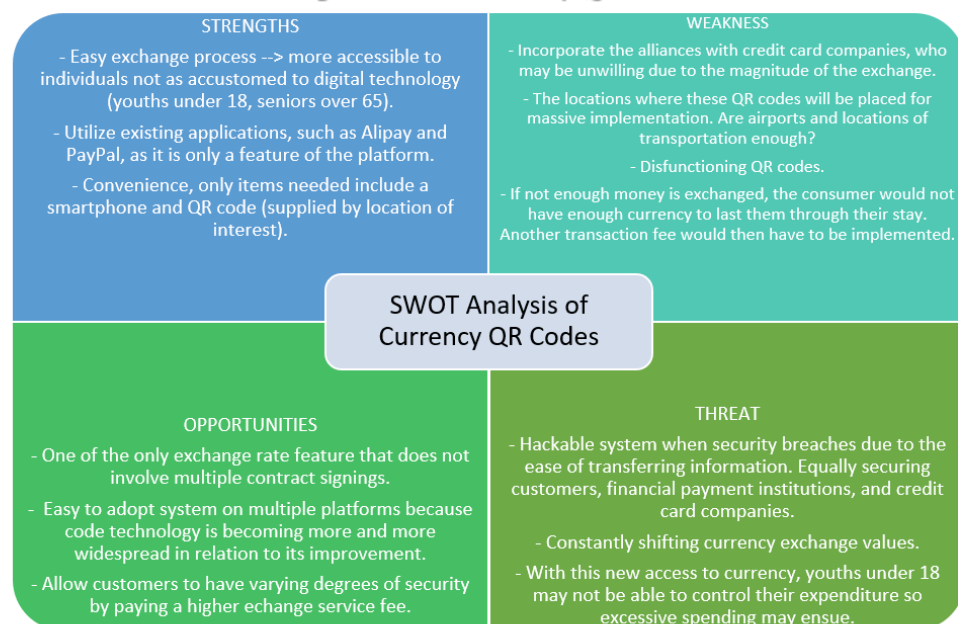 STRENGTHS
- Easy exchange process --> more accessible to
individuals not as accustomed to digital technology
(youths under 18, seniors over 65).
- Utilize existing applications, such as Alipay and
PayPal, as it is only a feature of the platform.
- Convenience, only items needed include a
smartphone and QR code (supplied by location of
interest).
WEAKNESS
- Incorporate the alliances with credit card companies, who
may be unwilling due to the magnitude of the exchange.
- The locations where these QR codes will be placed for
massive implementation. Are airports and locations of
transportation enough?
- Disfunctioning QR codes.
- If not enough money is exchanged, the consumer would not
have enough currency to last them through their stay.
Another transaction fee would then have to be implemented.
SWOT Analysis of
Currency QR Codes
OPPORTUNITIES
- One of the only exchange rate feature that does not
involve multiple contract signings.
- Easy to adopt system on multiple platforms because
code technology is becoming more and more
widespread in relation to its improvement.
- Allow customers to have varying degrees of security
by paying a higher echange service fee.
THREAT
- Hackable system when security breaches due to the
ease of transferring information. Equally securing
customers, financial payment institutions, and credit
card companies.
- Constantly shifting currency exchange values.
- With this new access to currency, youths under 18
may not be able to control their expenditure so
excessive spending may ensue.